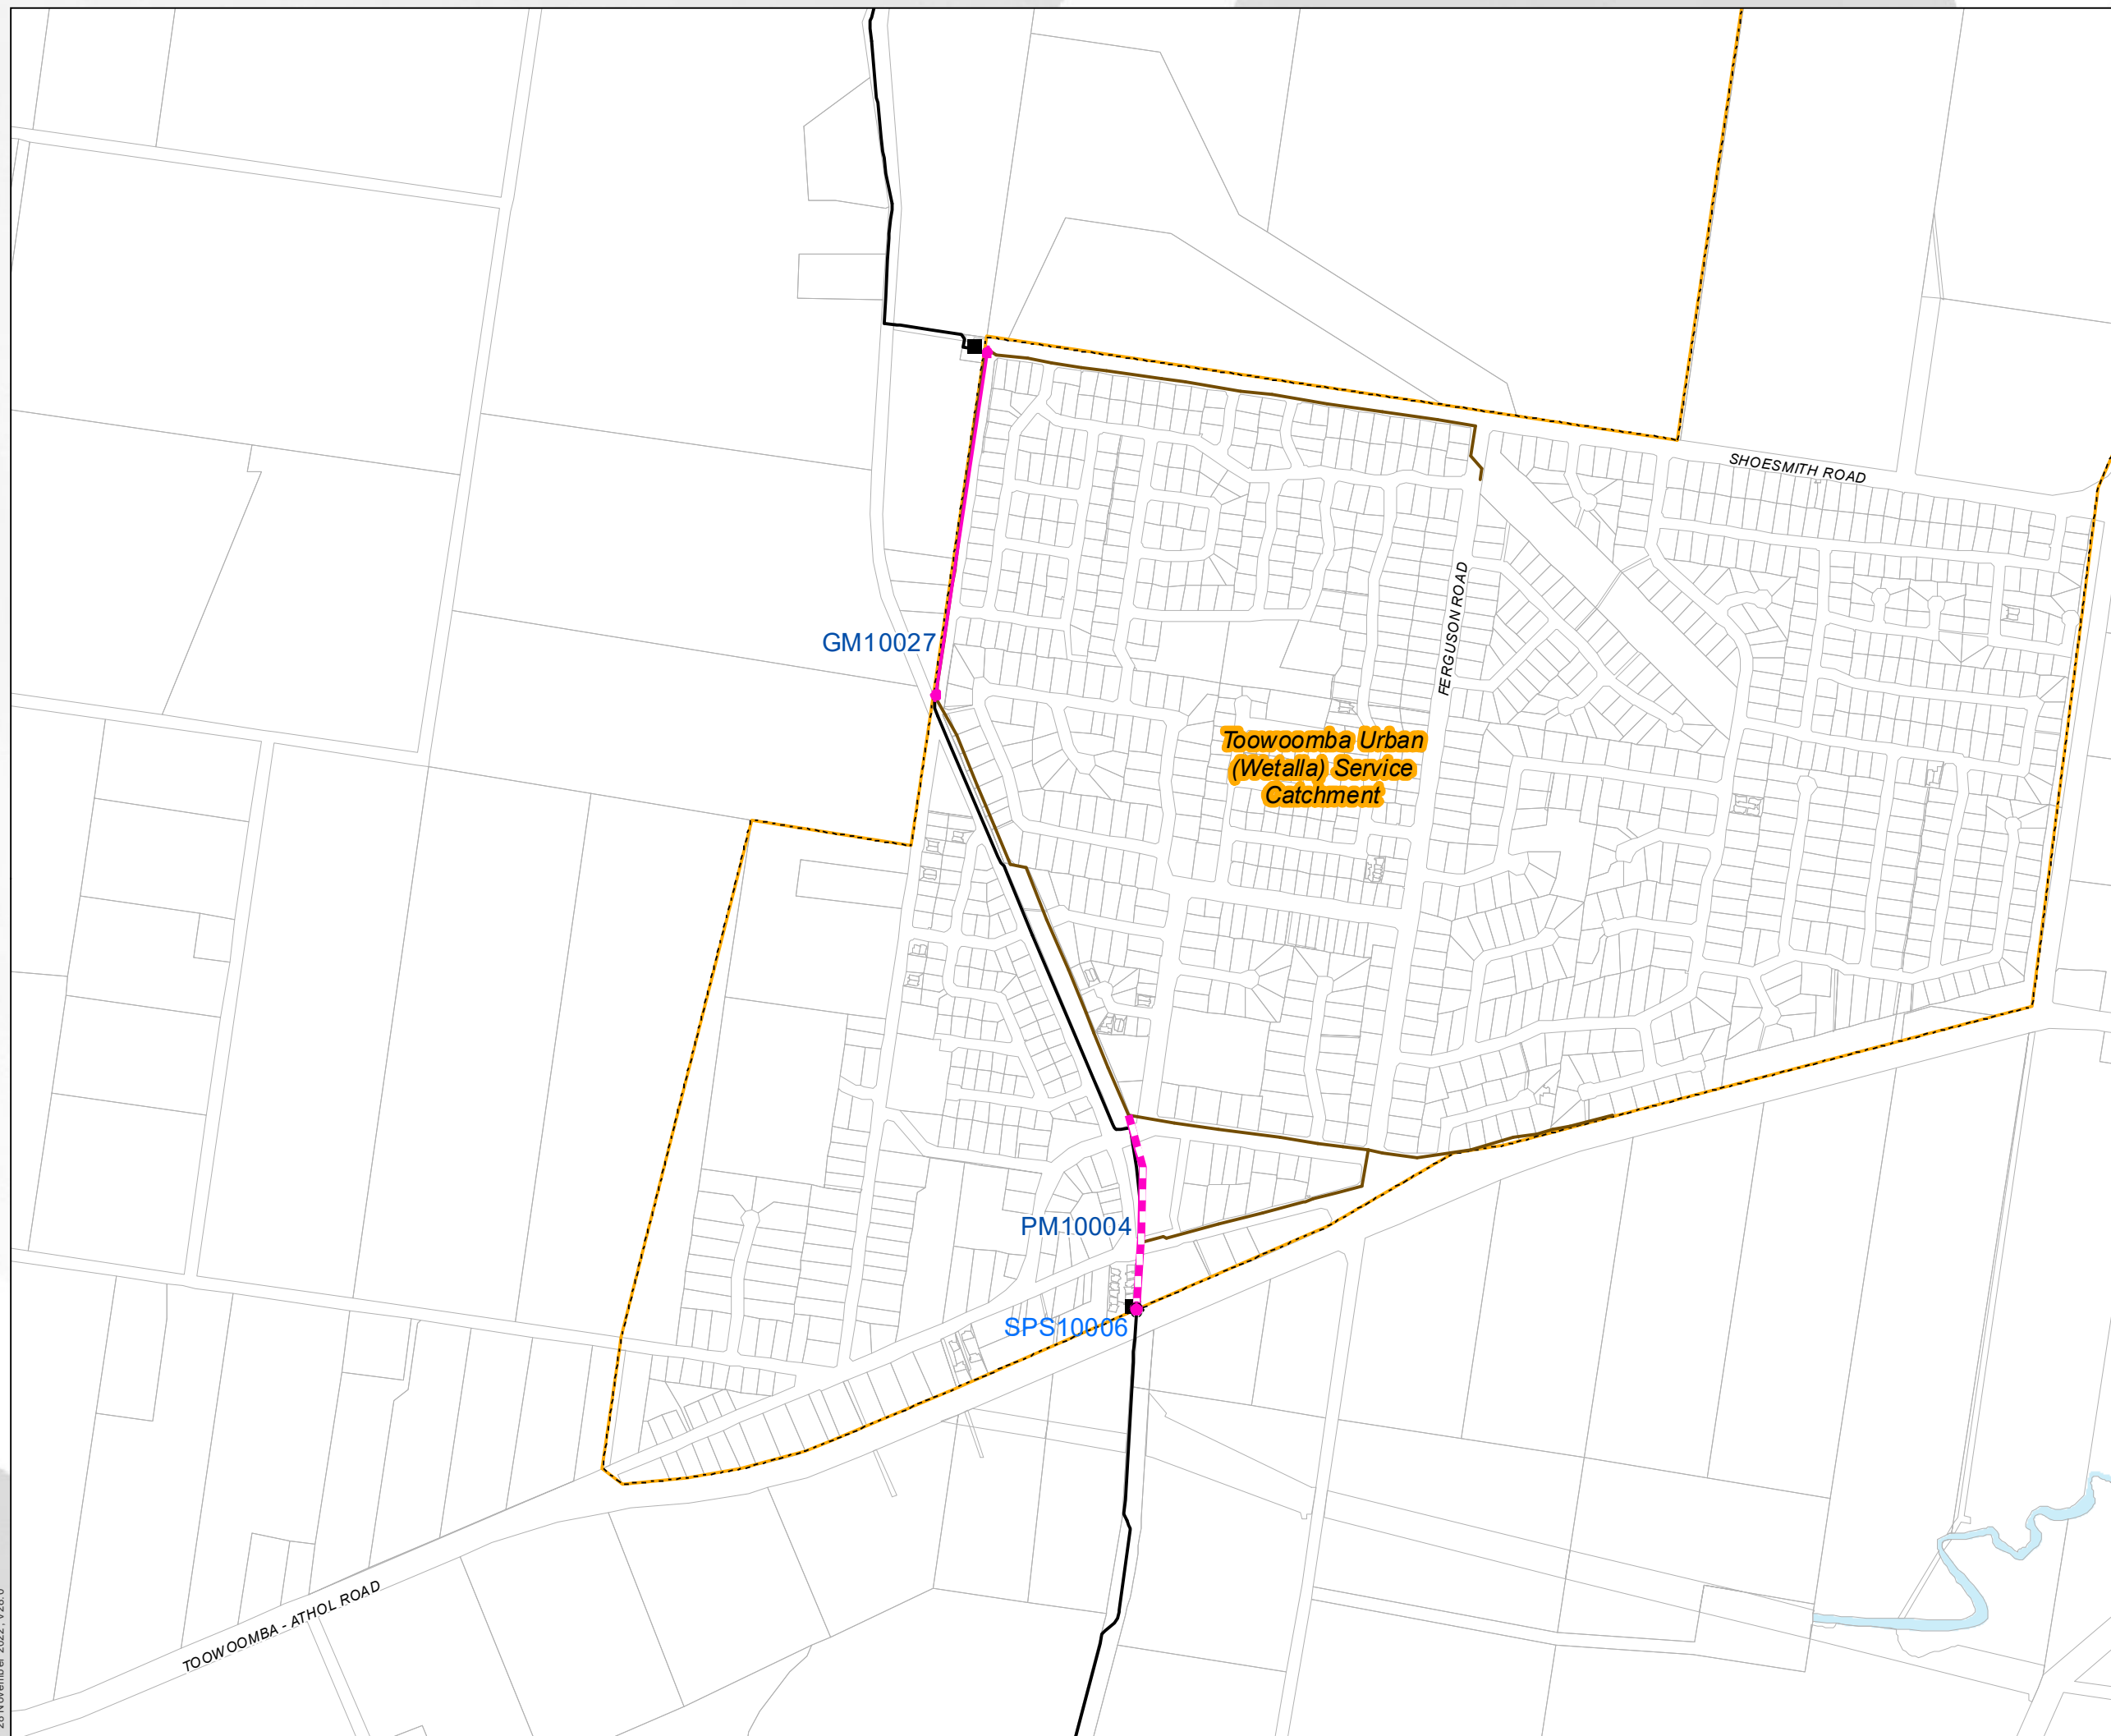 SHOESMITH ROAD
GM10027
FERGUSON ROAD
Toowoomba Urban
(Wetalla) Service
Catchment
PM10004
SPS10006
TOOWOOMBA - ATHOL ROAD